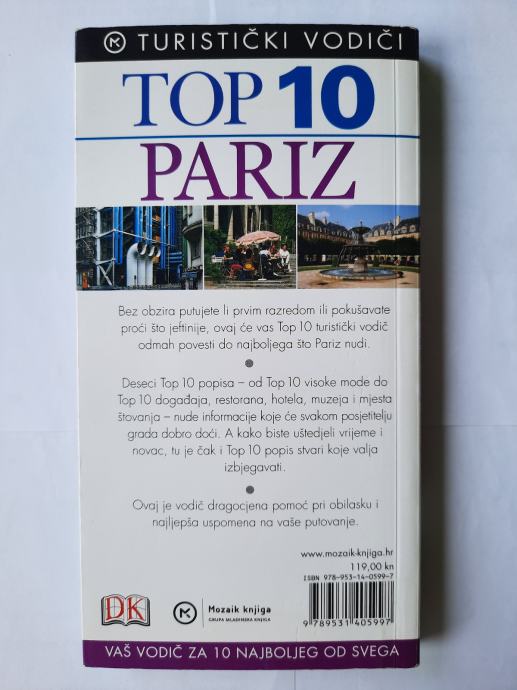 TURISTIČKI VODIČI
TOP 10
PARIZ
Bez obzira putujete li prvim razredom ili pokušavate
proći što jeftinije, ovaj će vas Top 10 turistički vodič
odmah povesti do najboljega što Pariz nudi.
Deseci Top 10 popisa – od Top 10 visoke mode do
Top 10 događaja, restorana, hotela, muzeja i mjesta
štovanja – nude informacije koje će svakom posjetitelju
grada dobro doći. A kako biste uštedjeli vrijeme i
novac, tu je čak i Top 10 popis stvari koje valja
izbjegavati.
Ovaj je vodič dragocjena pomoć pri obilasku i
najljepša uspomena na vaše putovanje.
www.mozaik-knjiga.hr
119,00 kn
ISBN 978-953-14-0599-7
9 789531 405997
DK
Mozaik knjiga
GRUPA MLADINSKA KNJIGA
VAŠ VODIČ ZA 10 NAJBOLJEG OD SVEGA